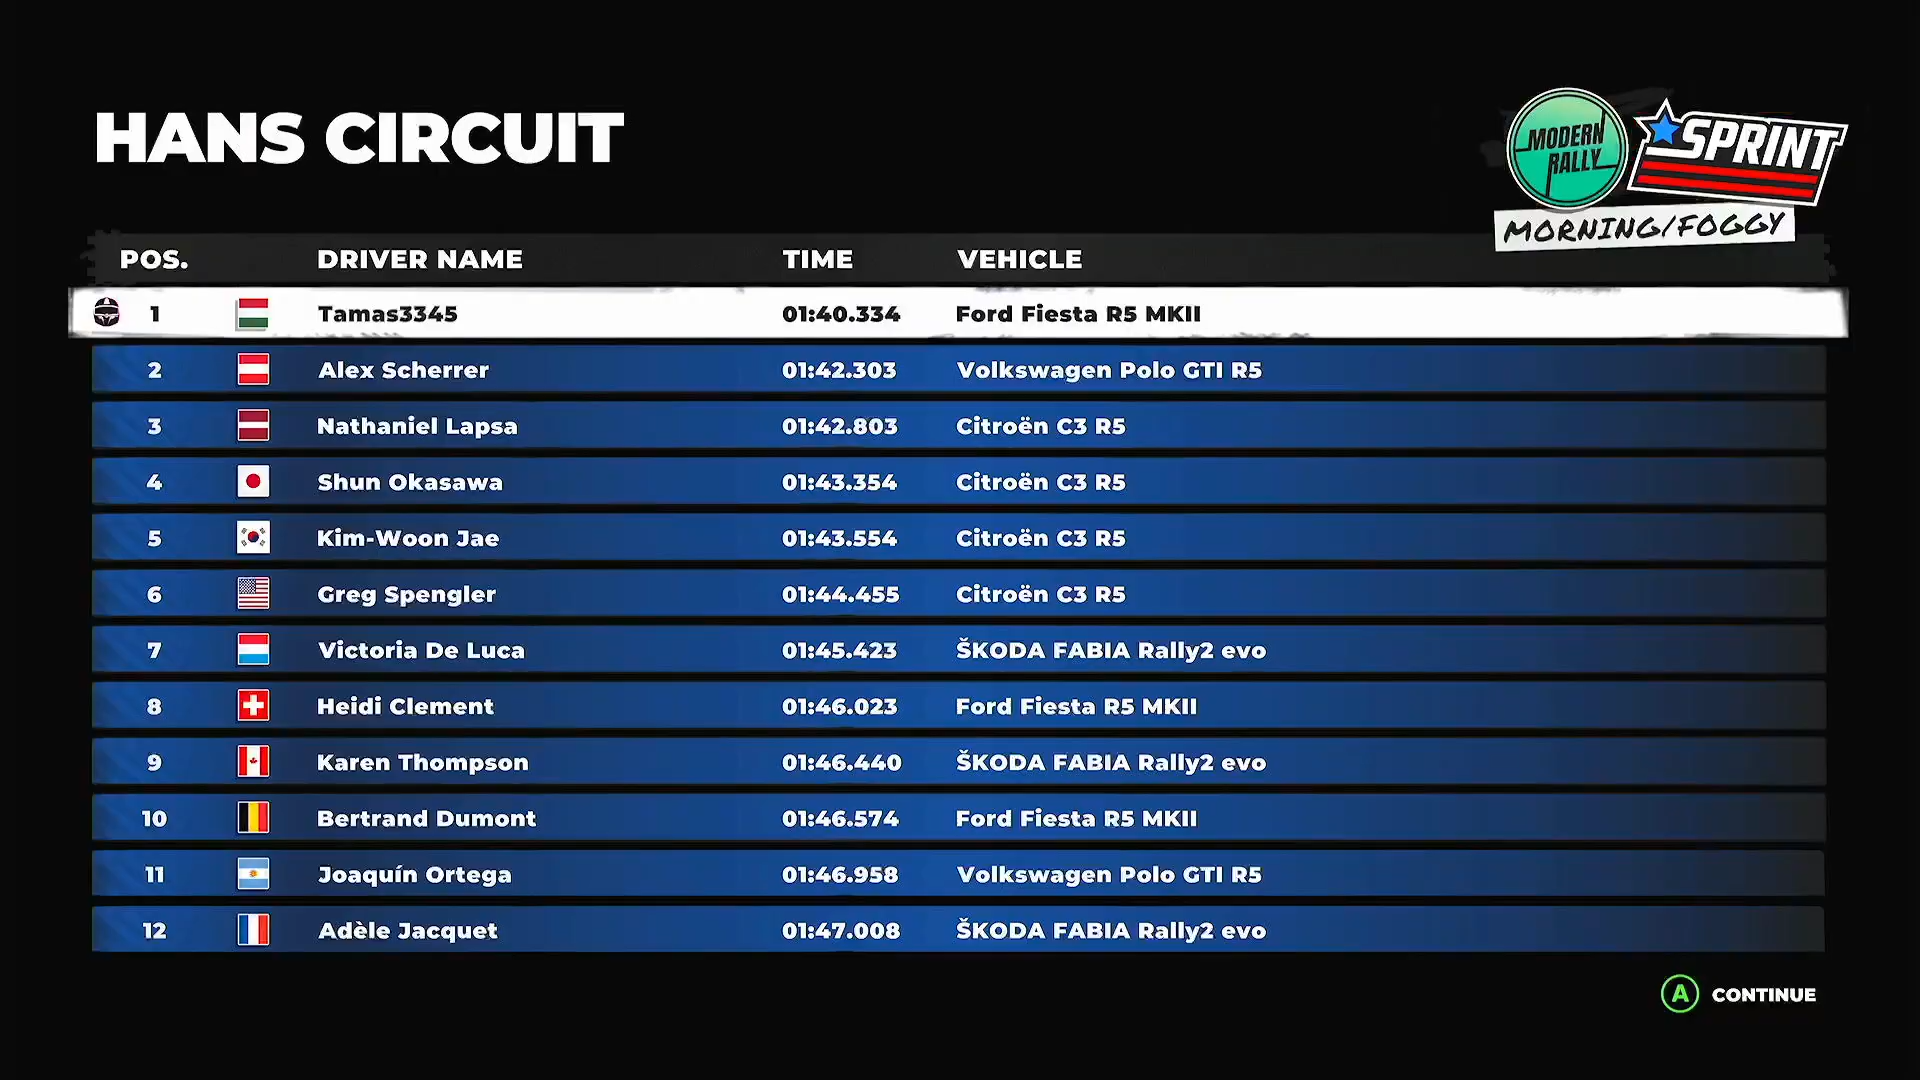 HANS CIRCUIT
MODERN
RALLY
SPRINT
MORNING/FOGGY
POS. DRIVER NAME TIME VEHICLE
1 Tamas3345 01:40.334 Ford Fiesta R5 MKII
2 Alex Scherrer 01:42.303 Volkswagen Polo GTI R5
3 Nathaniel Lapsa 01:42.803 Citroën C3 R5
4 Shun Okasawa 01:43.354 Citroën C3 R5
5 Kim-Woon Jae 01:43.554 Citroën C3 R5
6 Greg Spengler 01:44.455 Citroën C3 R5
7 Victoria De Luca 01:45.423 ŠKODA FABIA Rally2 evo
8 Heidi Clement 01:46.023 Ford Fiesta R5 MKII
9 Karen Thompson 01:46.440 ŠKODA FABIA Rally2 evo
10 Bertrand Dumont 01:46.574 Ford Fiesta R5 MKII
11 Joaquín Ortega 01:46.958 Volkswagen Polo GTI R5
12 Adèle Jacquet 01:47.008 ŠKODA FABIA Rally2 evo
A CONTINUE